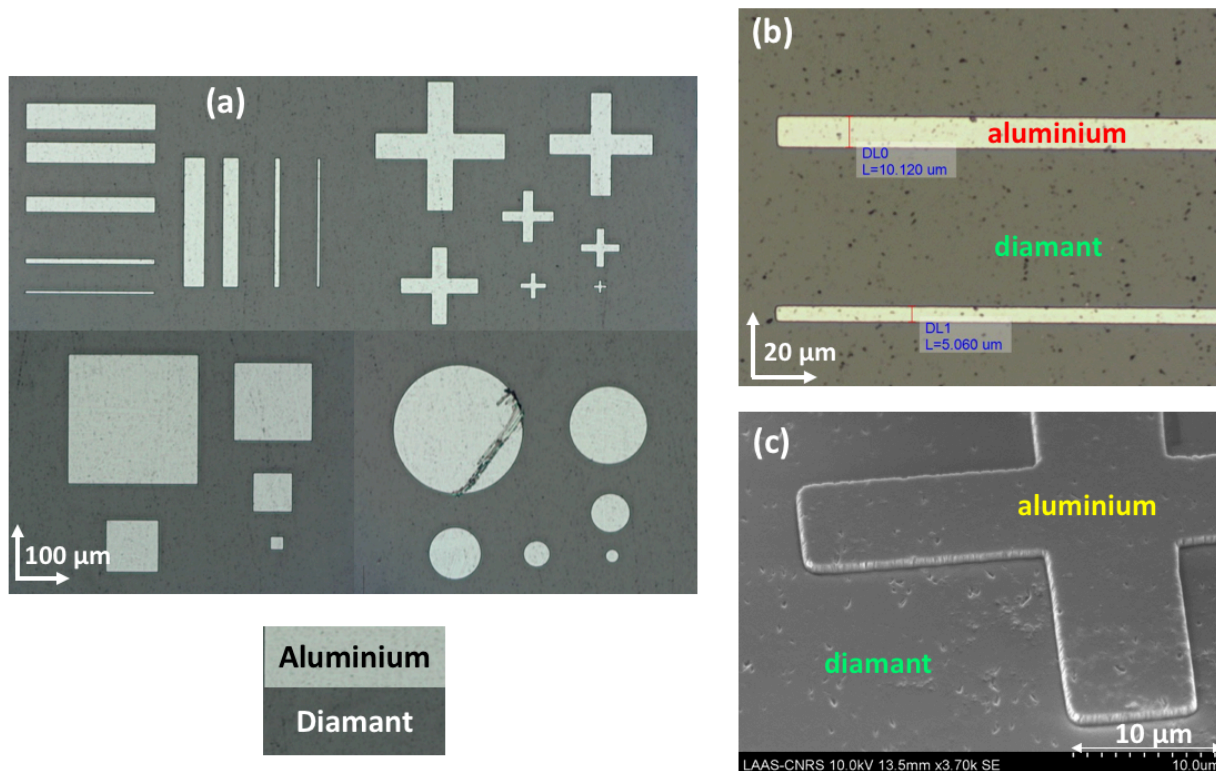 (a)
100 µm
Aluminium
Diamant
(b)
aluminium
DL0
L=10.120 um
diamant
DL1
L=5.060 um
20 µm
(c)
aluminium
diamant
10 µm
LAAS-CNRS 10.0kV 13.5mm x3.70k SE
10.0um